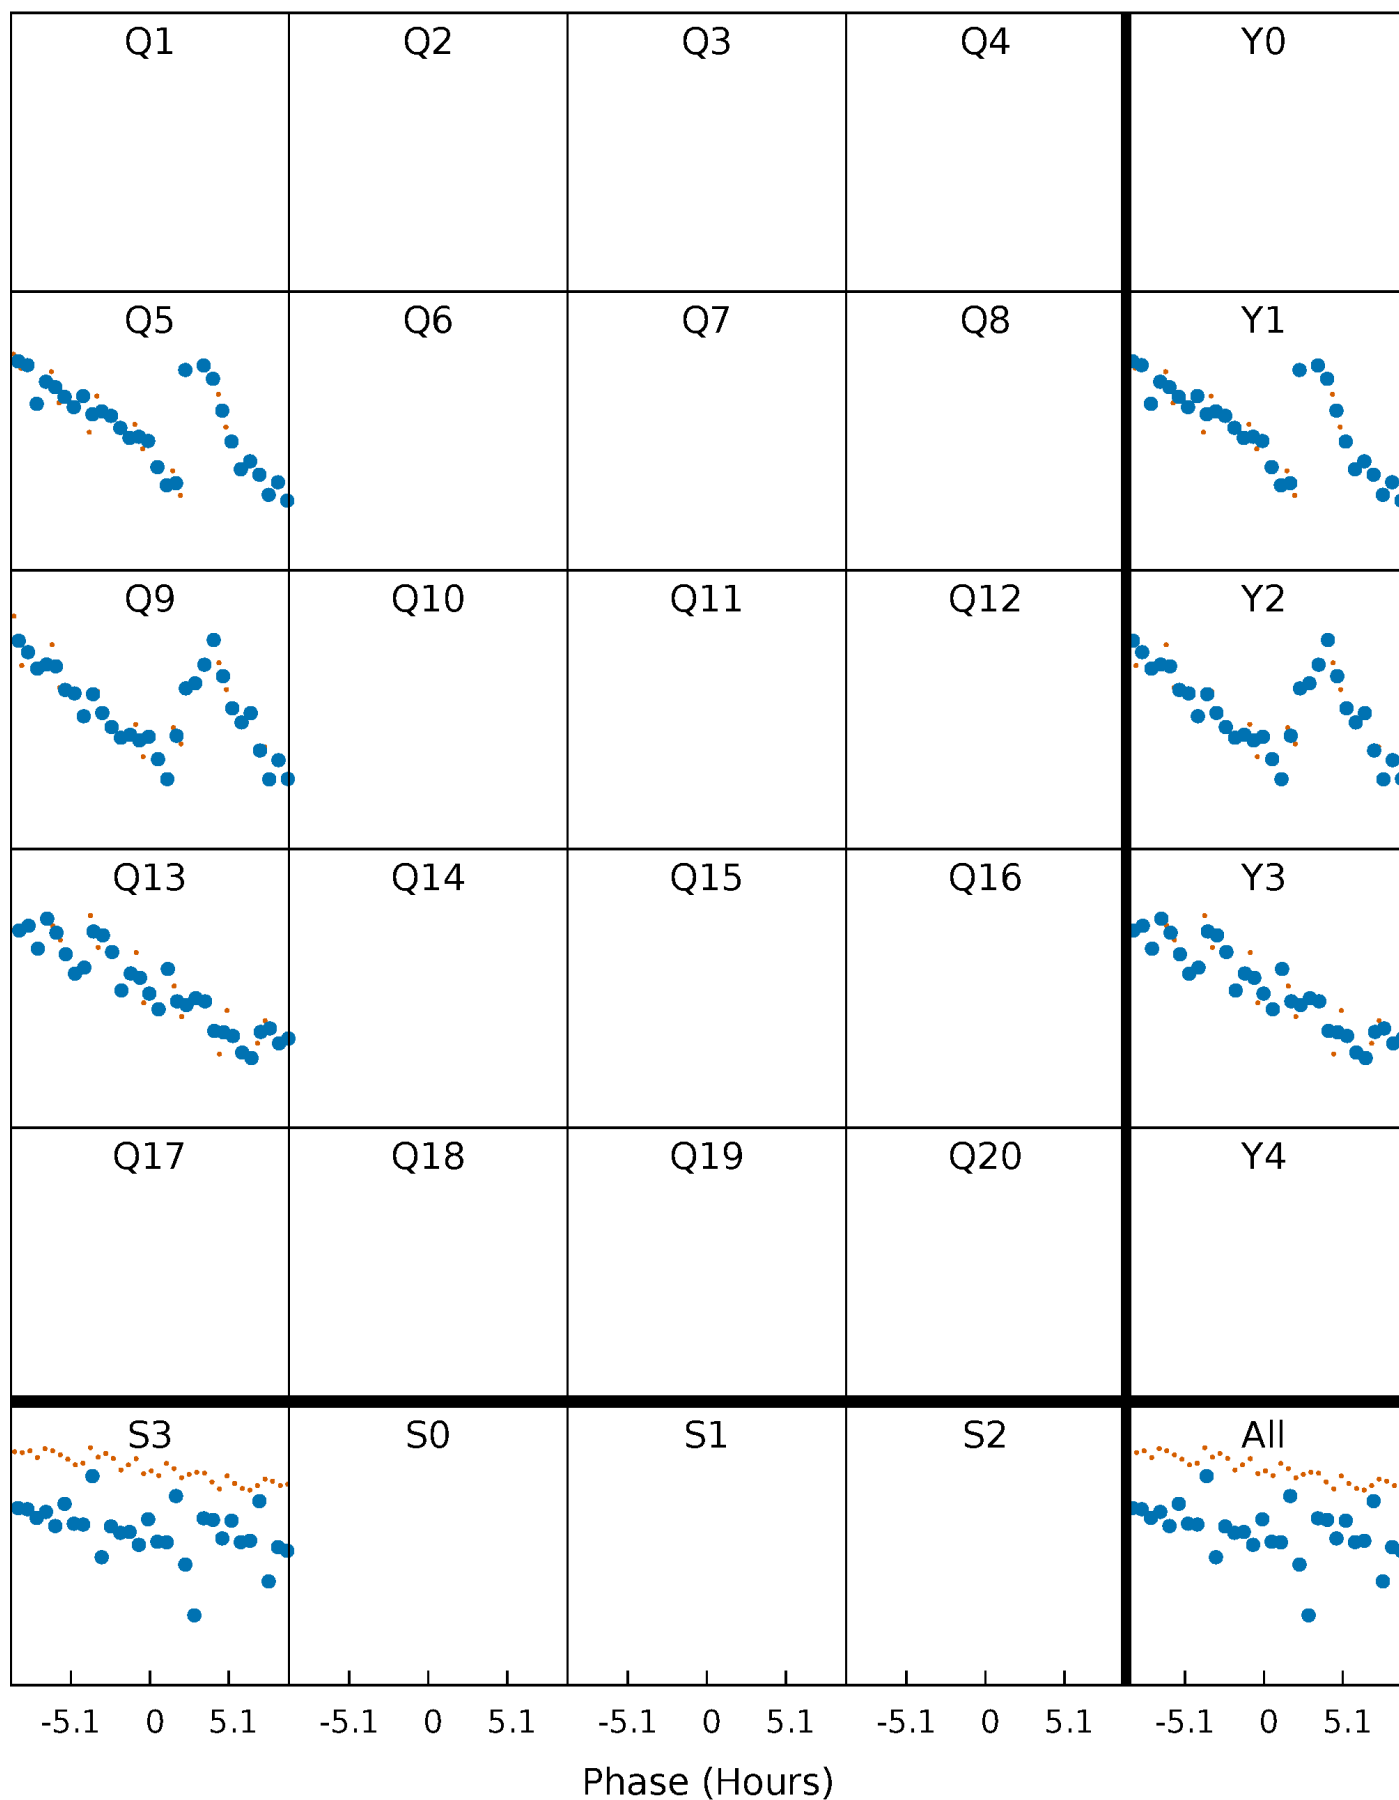 Q1 Q2 Q3 Q4 Y0
Q5 Q6 Q7 Q8 Y1
Q9 Q10 Q11 Q12 Y2
Q13 Q14 Q15 Q16 Y3
Q17 Q18 Q19 Q20 Y4
S3 S0 S1 S2 All
-5.1 0 5.1 -5.1 0 5.1 -5.1 0 5.1 -5.1 0 5.1 -5.1 0 5.1
Phase (Hours)